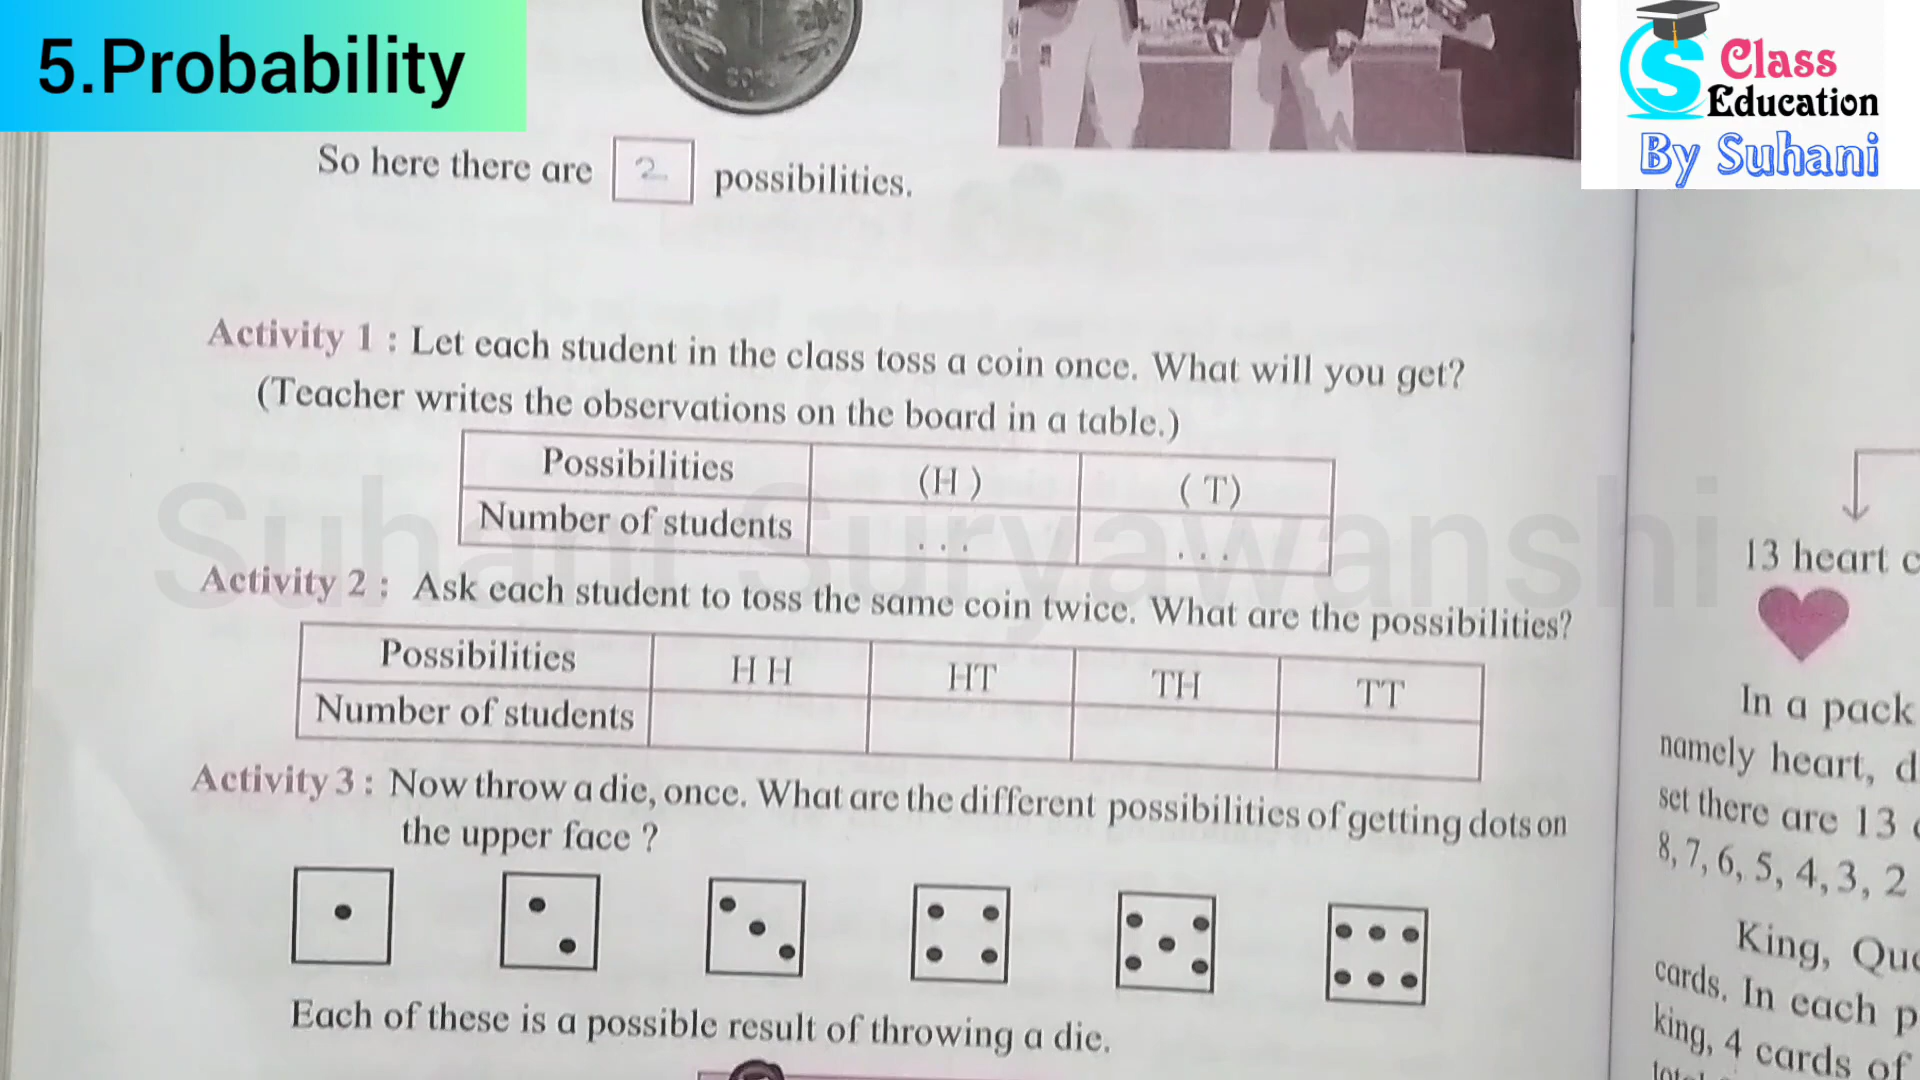 5.Probability
S Class
Education
By Suhani
So here there are 2 possibilities.
Activity 1 : Let each student in the class toss a coin once. What will you get?
(Teacher writes the observations on the board in a table.)
Possibilities (H ) ( T)
Number of students ... ...
Activity 2 : Ask each student to toss the same coin twice. What are the possibilities?
Possibilities H H HT TH TT
Number of students
Activity 3 : Now throw a die, once. What are the different possibilities of getting dots on
the upper face ?
Each of these is a possible result of throwing a die.
Suhani Suryawanshi
13 heart
In a pack
namely heart,
set there are 13
8, 7, 6, 5, 4, 3, 2
King,
cards. In each
king, 4 cards of